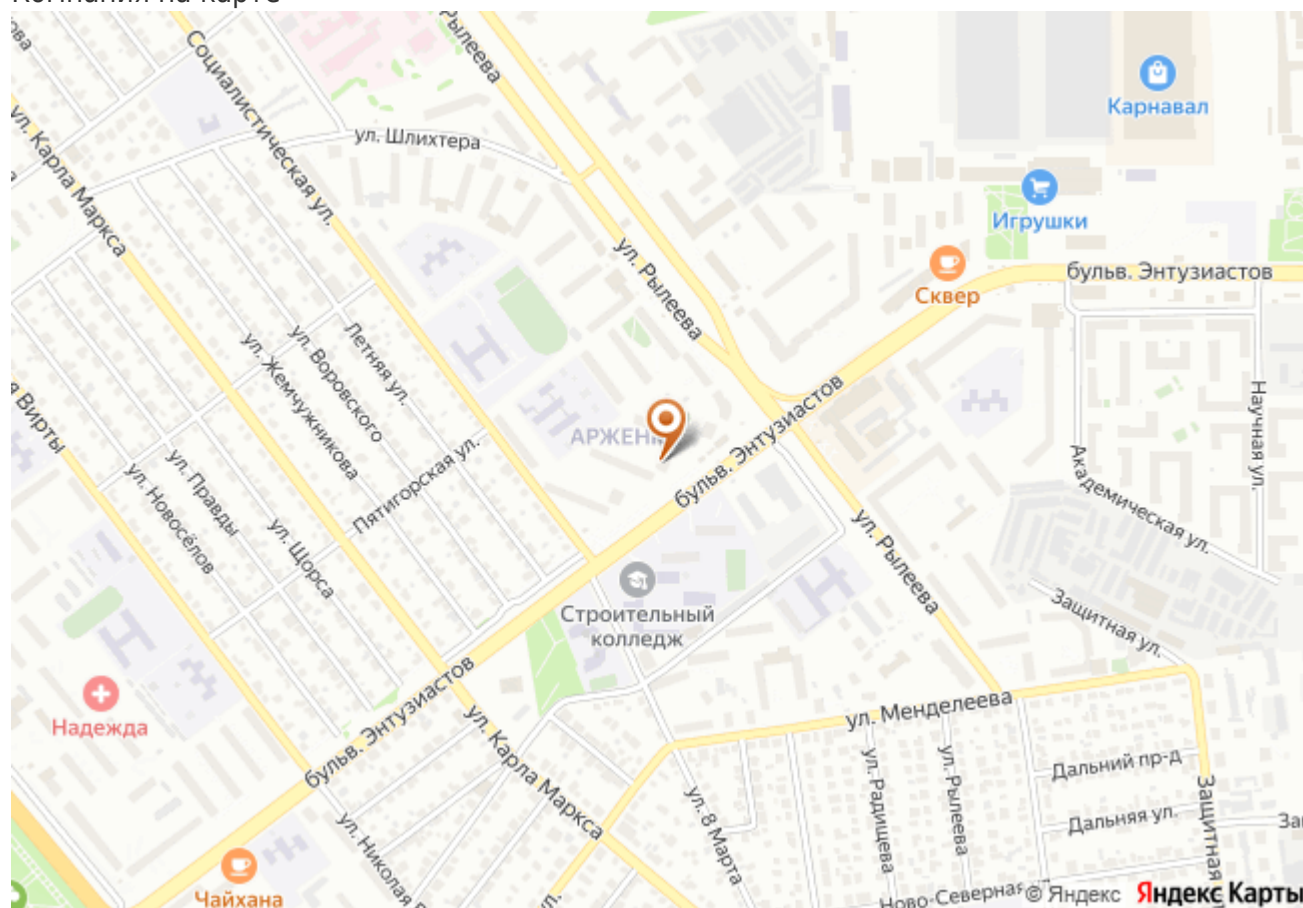 Компания на карте
Рылеева
Социалистическая ул.
Карнавал
ул. Шлихтера
ул. Карла Маркса
Игрушки
ул. Рылеева
бульв. Энтузиастов
Сквер
Летняя ул.
ул. Воровского
ул. Жемчужникова
Научная ул.
бульв. Энтузиастов
Вирты
Пятигорская ул.
ул. Правды
ул. Новосёлов
ул. Щорса
Академическая ул.
ул. Рылеева
Строительный
колледж
Защитная ул.
Надежда
бульв. Энтузиастов
ул. Менделеева
ул. Карла Маркса
ул. Радищева
ул. Рылеева
Дальний пр-д
Дальняя ул.
ул. 8 Марта
ул. Николая
Защитная
Чайхана
ул.
Ново-Северная
© Яндекс Яндекс Карты